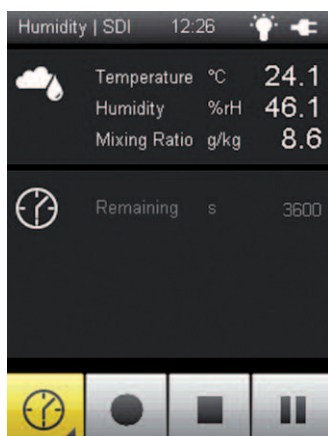 Humidity | SDI 12:26
Temperature °C 24.1
Humidity %rH 46.1
Mixing Ratio g/kg 8.6
Remaining s 3600